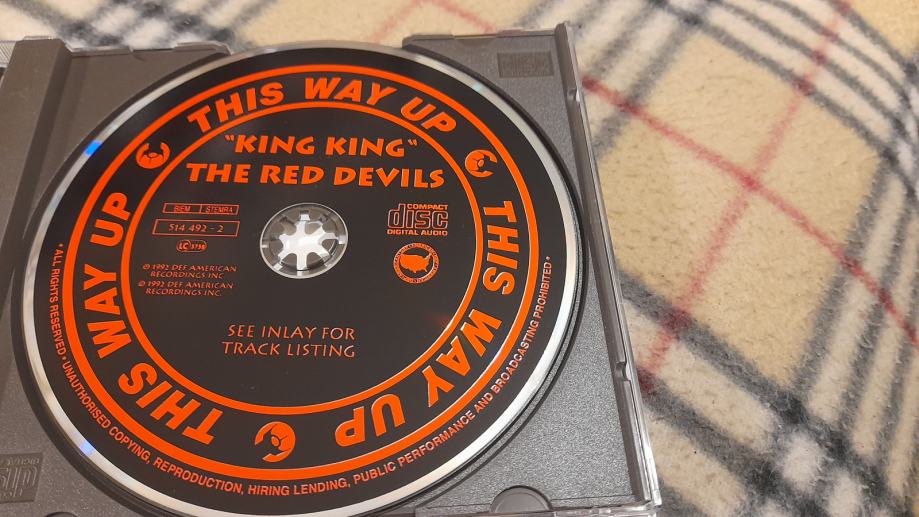 THIS WAY UP
THIS WAY UP
THIS WAY UP
THIS WAY UP
"KING KING"
THE RED DEVILS
BIEM STEMRA
514 492 - 2
LC 5758
COMPACT
disc
DIGITAL AUDIO
℗ 1992 DEF AMERICAN
RECORDINGS INC
© 1992 DEF AMERICAN
RECORDINGS INC.
SEE INLAY FOR
TRACK LISTING
• ALL RIGHTS RESERVED • UNAUTHORISED COPYING, REPRODUCTION, HIRING LENDING, PUBLIC PERFORMANCE AND BROADCASTING PROHIBITED •